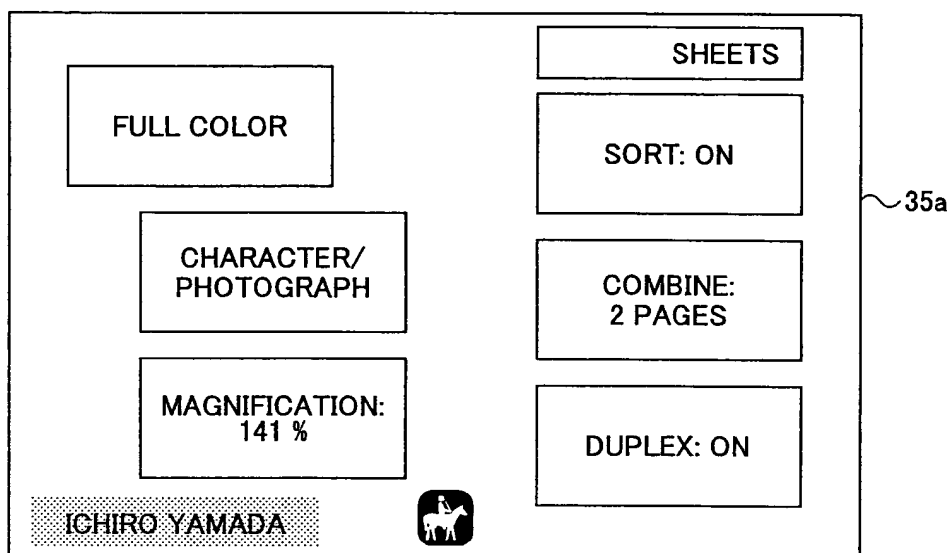 SHEETS
FULL COLOR
SORT: ON
35a
CHARACTER/
PHOTOGRAPH
COMBINE:
2 PAGES
MAGNIFICATION:
141 %
DUPLEX: ON
ICHIRO YAMADA